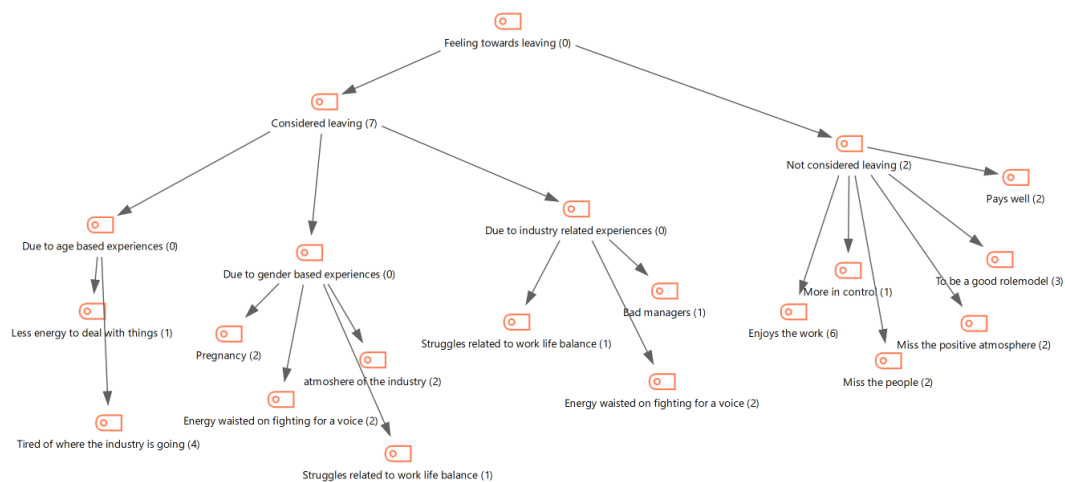 Feeling towards leaving (0)
Considered leaving (7)
Not considered leaving (2)
Pays well (2)
Due to age based experiences (0)
Due to industry related experiences (0)
Due to gender based experiences (0)
To be a good rolemodel (3)
More in control (1)
Bad managers (1)
Less energy to deal with things (1)
Enjoys the work (6)
Struggles related to work life balance (1)
Miss the positive atmosphere (2)
Pregnancy (2)
atmoshere of the industry (2)
Miss the people (2)
Energy waisted on fighting for a voice (2)
Energy waisted on fighting for a voice (2)
Tired of where the industry is going (4)
Struggles related to work life balance (1)